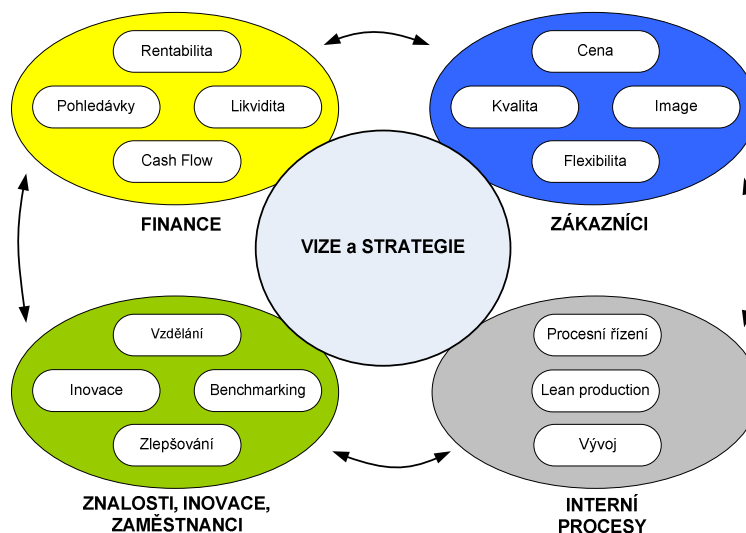 Rentabilita
Pohledávky
Likvidita
Cash Flow
FINANCE
Cena
Kvalita
Image
Flexibilita
ZÁKAZNÍCI
VIZE a STRATEGIE
Vzdělání
Inovace
Benchmarking
Zlepšování
ZNALOSTI, INOVACE,
ZAMĚSTNANCI
Procesní řízení
Lean production
Vývoj
INTERNÍ
PROCESY